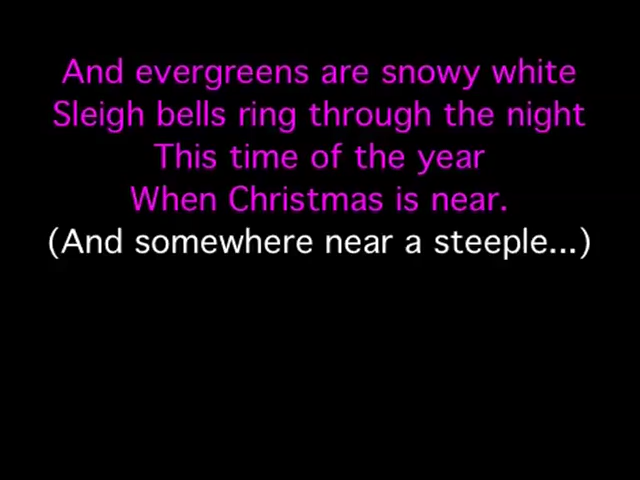 And evergreens are snowy white
Sleigh bells ring through the night
This time of the year
When Christmas is near.
(And somewhere near a steeple...)